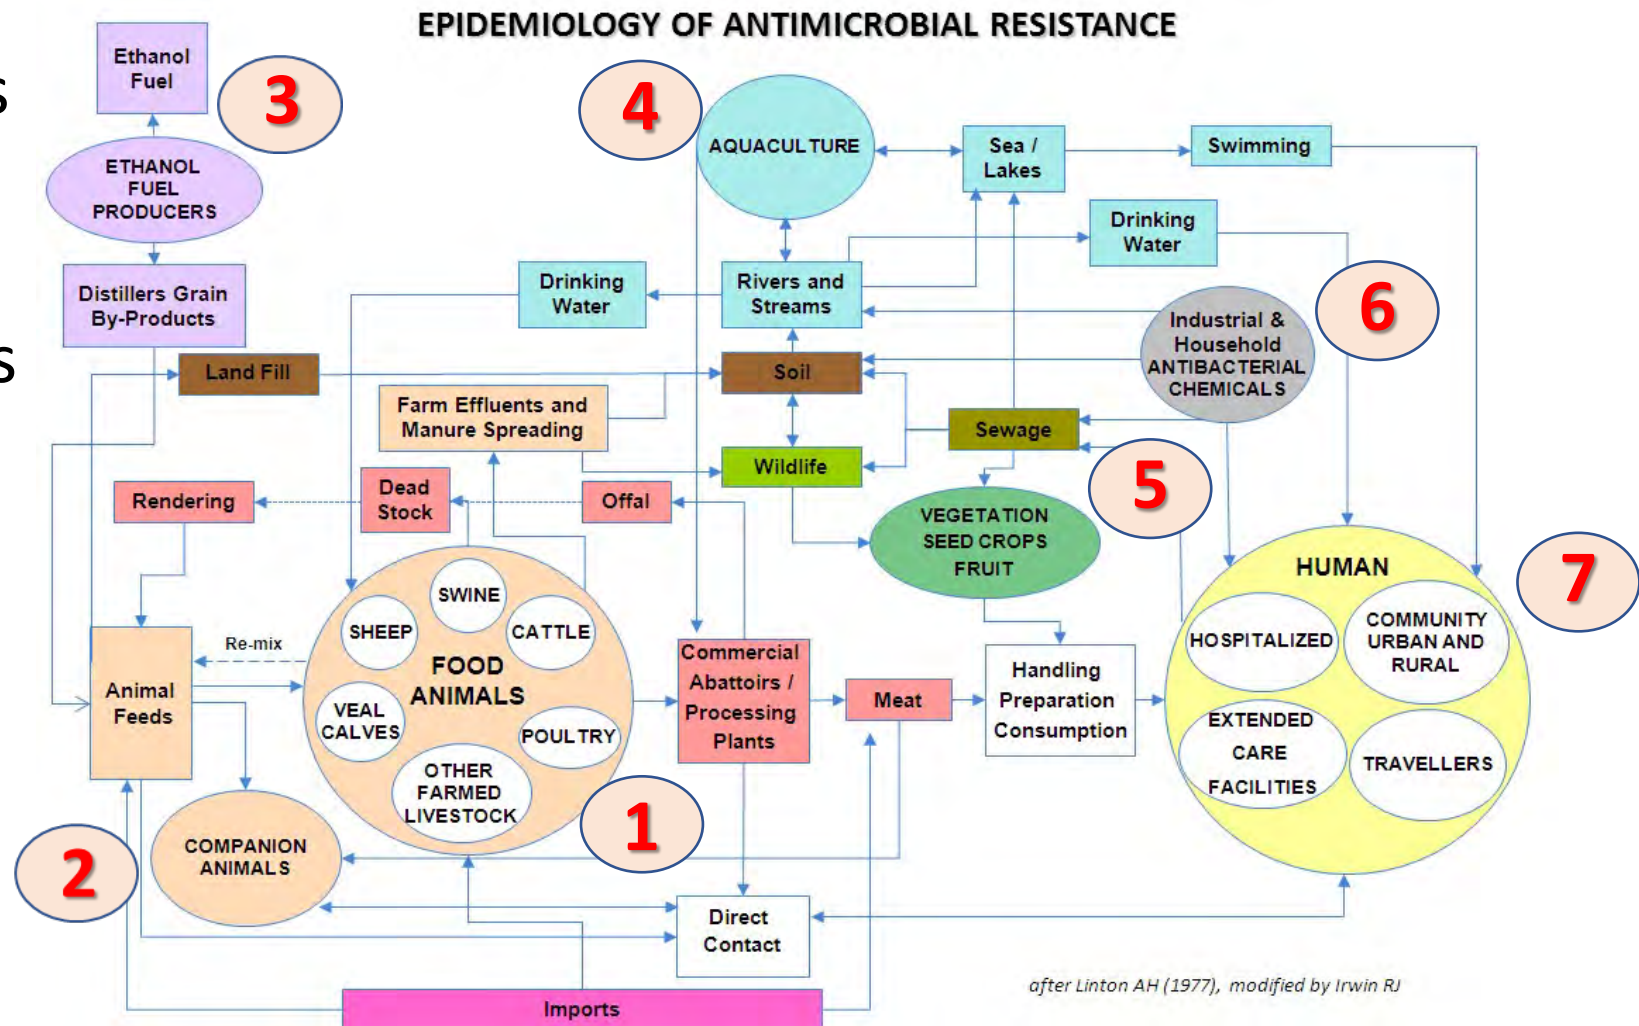 EPIDEMIOLOGY OF ANTIMICROBIAL RESISTANCE
s
s
Ethanol
Fuel
3
ETHANOL
FUEL
PRODUCERS
Distillers Grain
By-Products
4
AQUACULTURE
Sea /
Lakes
Swimming
Drinking
Water
Drinking
Water
Rivers and
Streams
Industrial &
Household
ANTIBACTERIAL
CHEMICALS
6
Land Fill
Soil
Farm Effluents and
Manure Spreading
Sewage
Wildlife
5
Rendering
Dead
Stock
Offal
VEGETATION
SEED CROPS
FRUIT
Animal
Feeds
Re-mix
FOOD
ANIMALS
SWINE
SHEEP
CATTLE
VEAL
CALVES
POULTRY
OTHER
FARMED
LIVESTOCK
1
Commercial
Abattoirs /
Processing
Plants
Meat
Handling
Preparation
Consumption
HUMAN
HOSPITALIZED
COMMUNITY
URBAN AND
RURAL
EXTENDED
CARE
FACILITIES
TRAVELLERS
7
2
COMPANION
ANIMALS
Direct
Contact
Imports
after Linton AH (1977), modified by Irwin RJ